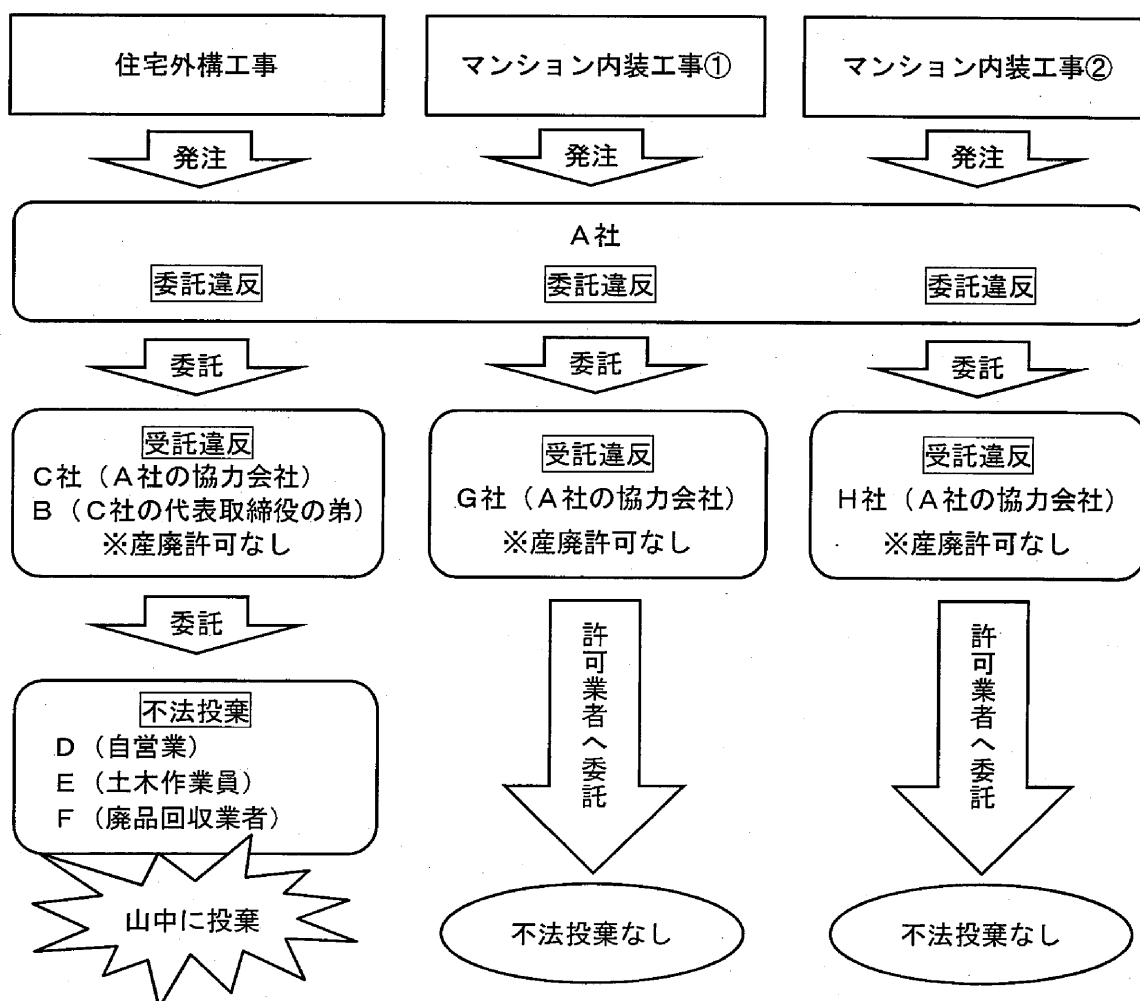 住宅外構工事
マンション内装工事①
マンション内装工事②
発注
発注
発注
A社
委託違反
委託違反
委託違反
委託
委託
委託
受託違反
C社(A社の協力会社)
B(C社の代表取締役の弟)
※産廃許可なし
受託違反
G社(A社の協力会社)
※産廃許可なし
受託違反
H社(A社の協力会社)
※産廃許可なし
委託
許可業者へ委託
許可業者へ委託
不法投棄
D(自営業)
E(土木作業員)
F(廃品回収業者)
山中に投棄
不法投棄なし
不法投棄なし